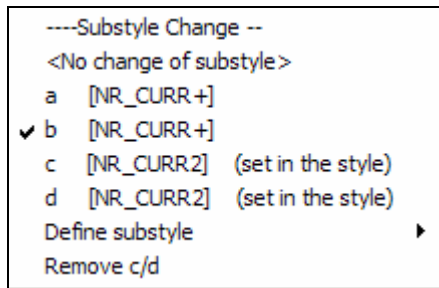 ----Substyle Change --
<No change of substyle>
a [NR_CURR+]
b [NR_CURR+]
c [NR_CURR2] (set in the style)
d [NR_CURR2] (set in the style)
Define substyle
Remove c/d